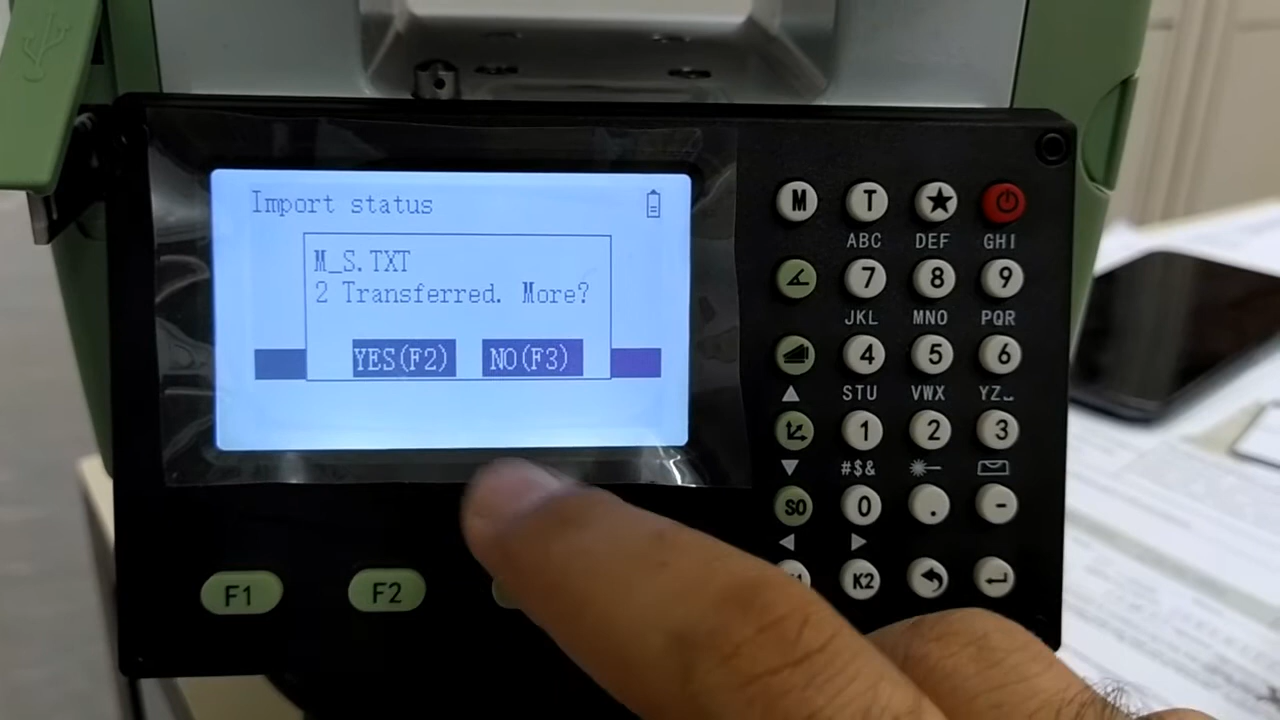 Import status
M_S.TXT
2 Transferred. More?
YES(F2) NO(F3)
M T ★
ABC DEF GHI
7 8 9
JKL MNO PQR
4 5 6
STU VWX YZ_
1 2 3
#$&
SO 0 . -
K2
F1 F2